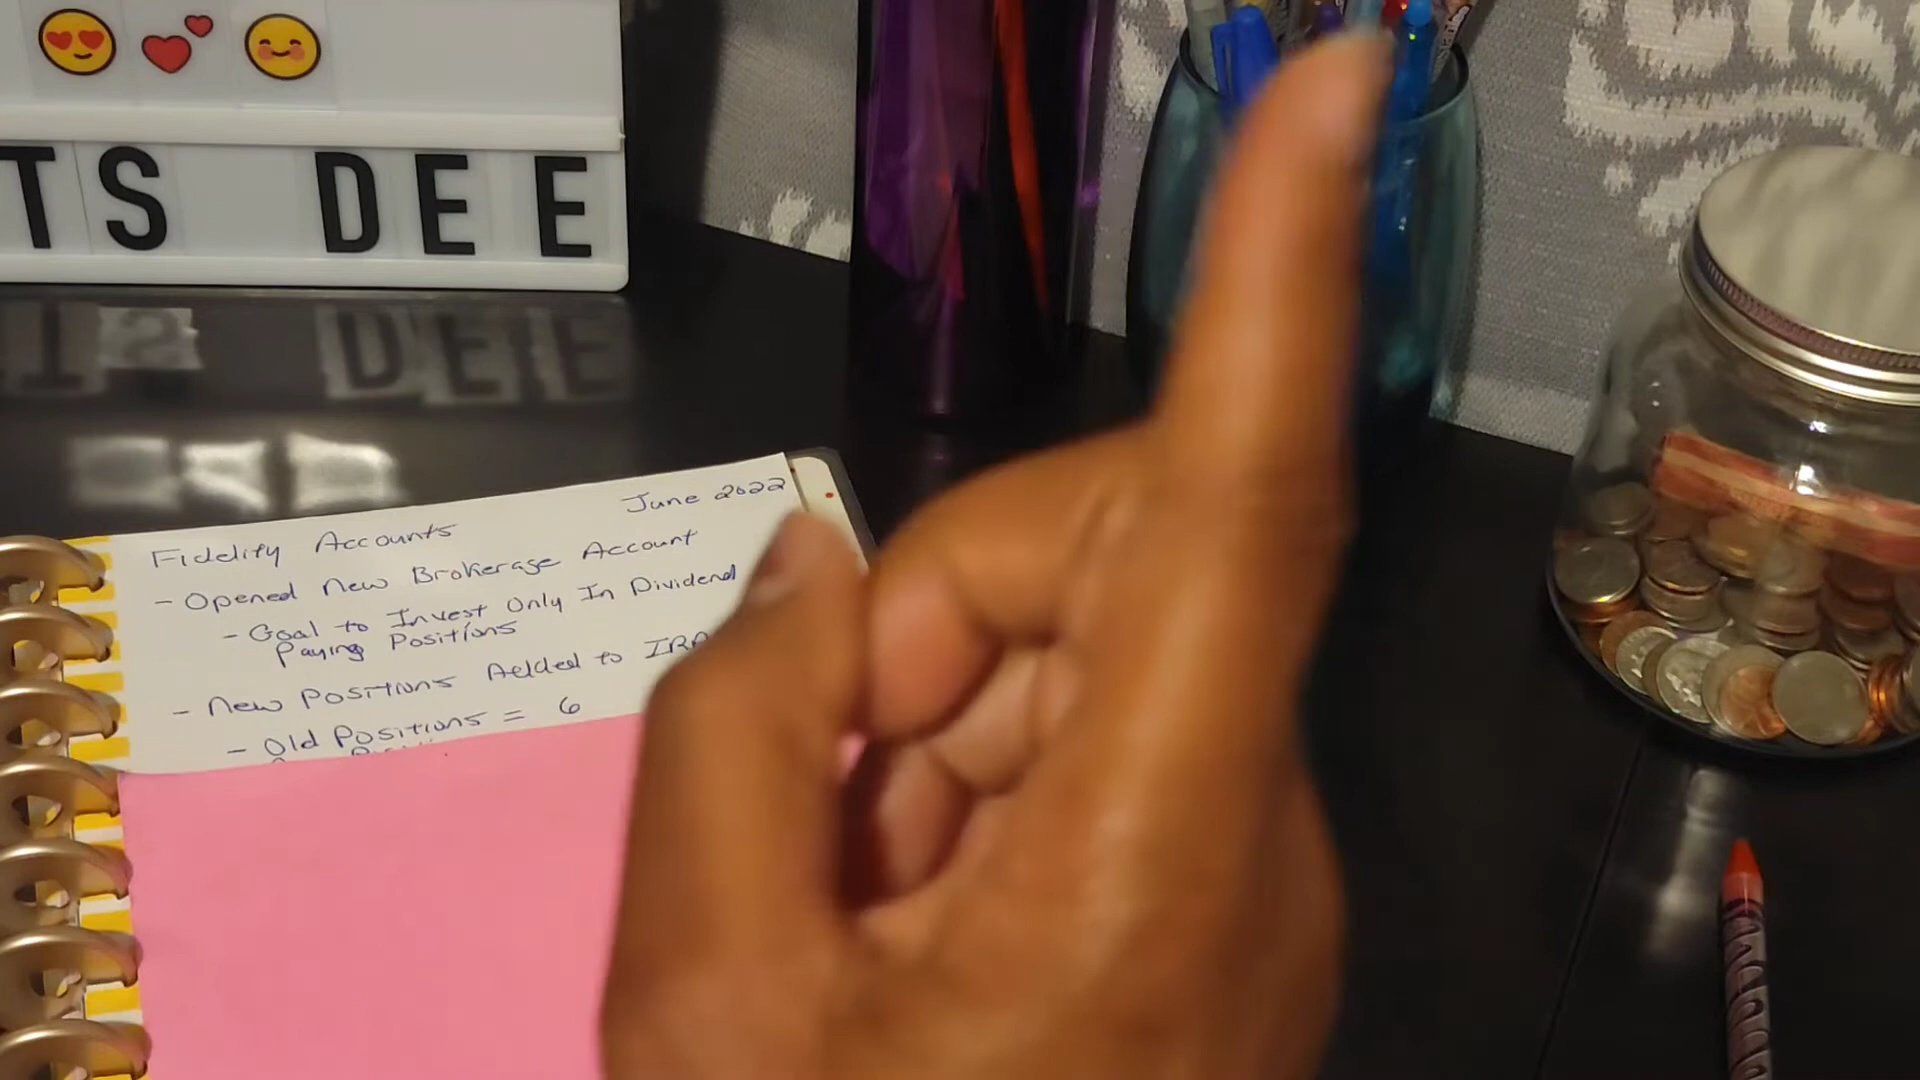 TS DEE
June 2022
Fidelity Accounts
- Opened New Brokerage Account
- Goal to Invest Only In Dividend
Paying Positions
- New Positions Added to IRA
- Old Positions = 6